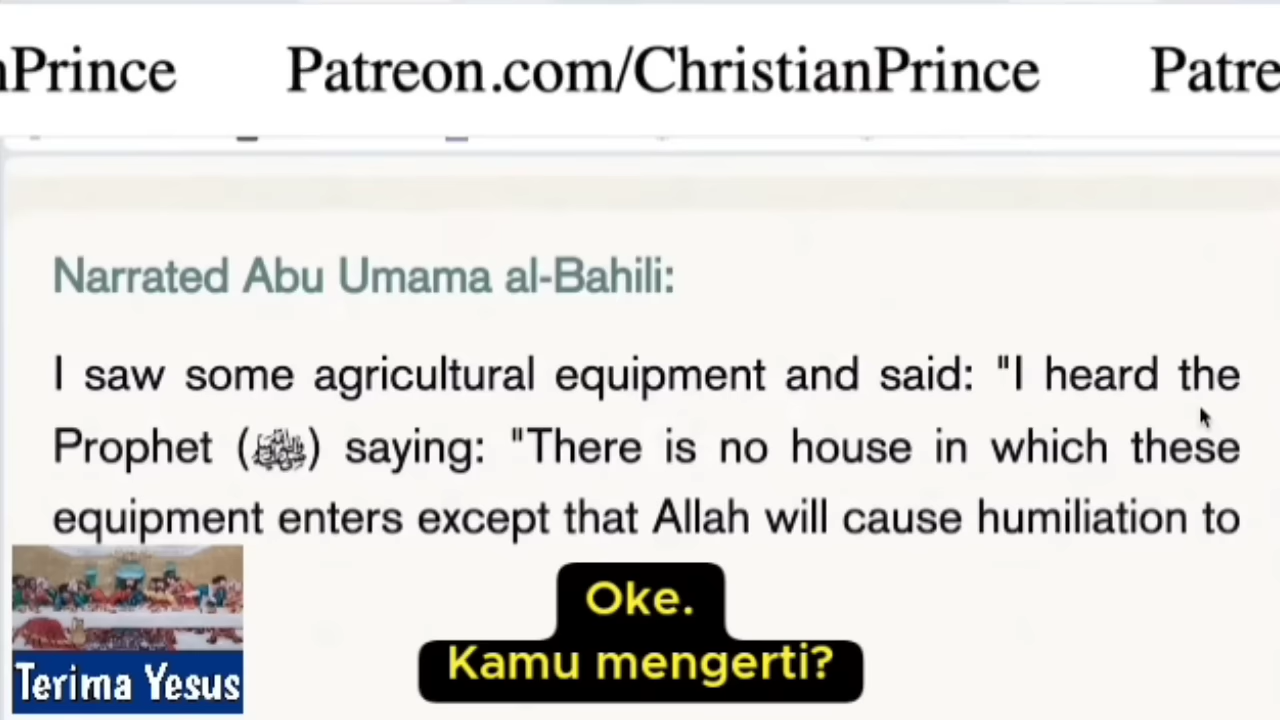 nPrince Patreon.com/ChristianPrince Patre
Narrated Abu Umama al-Bahili:
I saw some agricultural equipment and said: "I heard the
Prophet (ﷺ) saying: "There is no house in which these
equipment enters except that Allah will cause humiliation to
Oke.
Kamu mengerti?
Terima Yesus